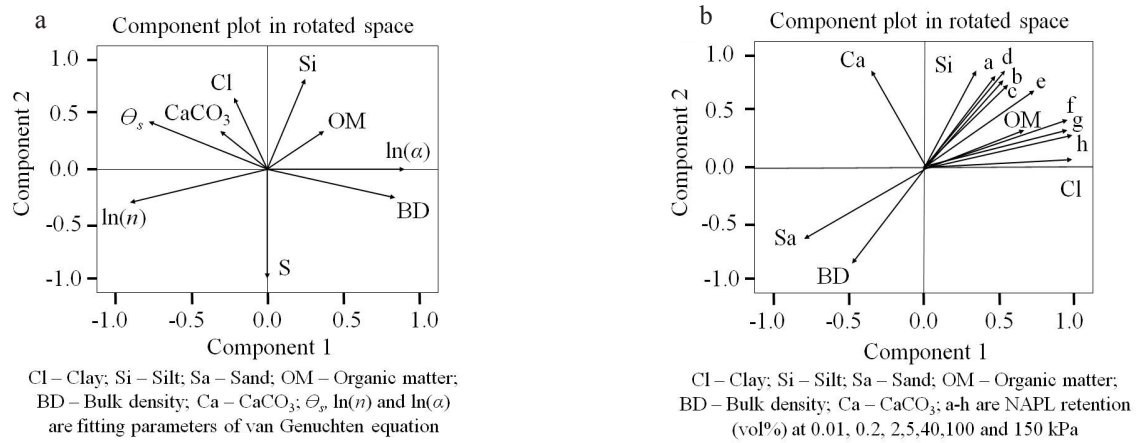 a
Component plot in rotated space
Component 2
1.0
0.5
0.0
-0.5
-1.0
Si
Cl
CaCO3
OM
θs
ln(α)
ln(n)
BD
S
-1.0 -0.5 0.0 0.5 1.0
Component 1
Cl – Clay; Si – Silt; Sa – Sand; OM – Organic matter;
BD – Bulk density; Ca – CaCO3; θs, ln(n) and ln(α)
are fitting parameters of van Genuchten equation
b
Component plot in rotated space
Component 2
1.0
0.5
0.0
-0.5
-1.0
Ca
Si
a
d
b
c
e
f
OM
g
h
Cl
Sa
BD
-1.0 -0.5 0.0 0.5 1.0
Component 1
Cl – Clay; Si – Silt; Sa – Sand; OM – Organic matter;
BD – Bulk density; Ca – CaCO3; a-h are NAPL retention
(vol%) at 0.01, 0.2, 2,5,40,100 and 150 kPa